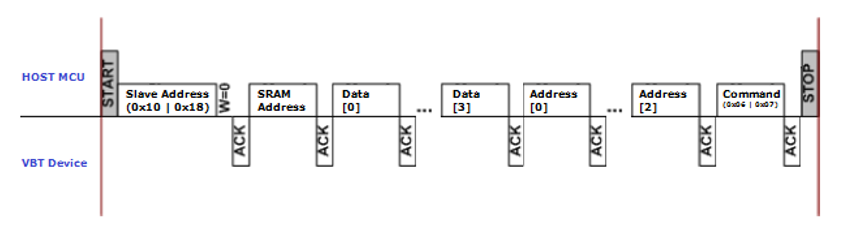 HOST MCU
START
Slave Address
(0x10 | 0x18)
W=0
SRAM
Address
Data
[0]
...
Data
[3]
Address
[0]
...
Address
[2]
Command
(0x06 | 0x07)
STOP
VBT Device
ACK
ACK
ACK
ACK
ACK
ACK
ACK